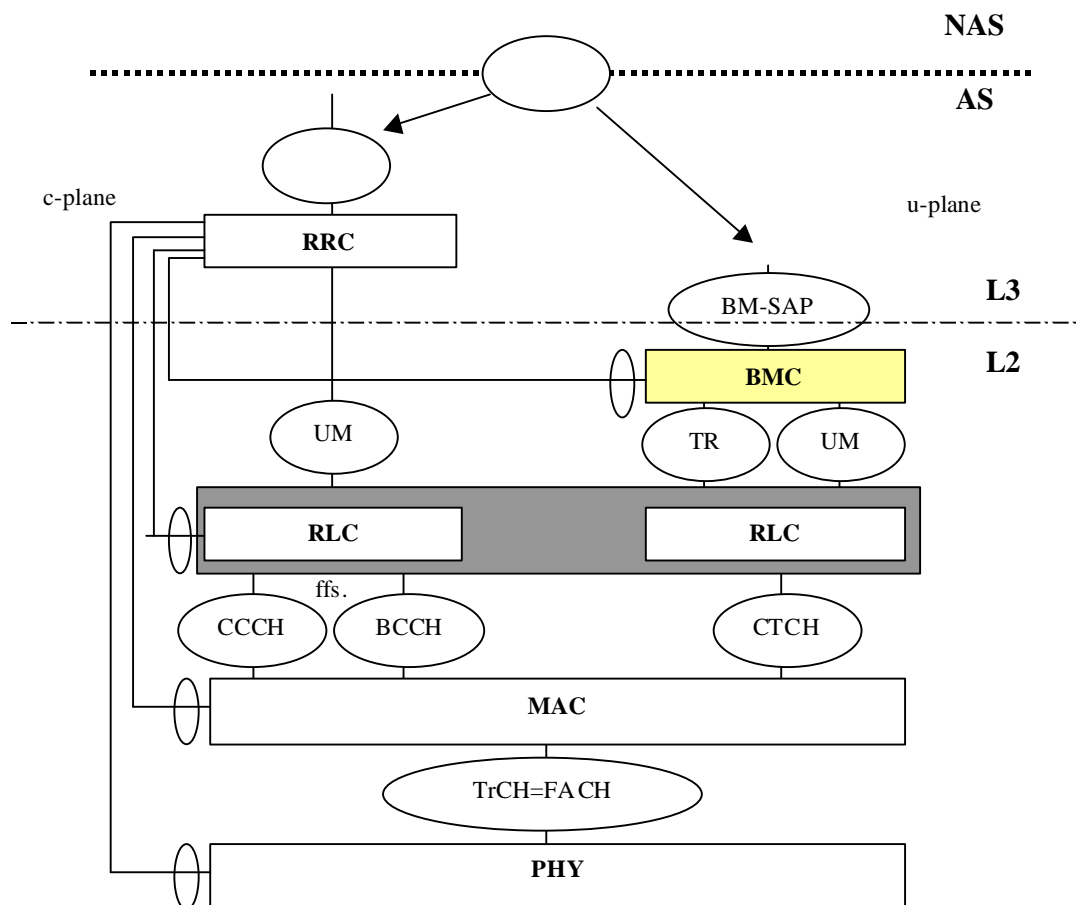 NAS
AS
c-plane
u-plane
RRC
L3
BM-SAP
L2
BMC
UM
TR
UM
RLC
RLC
ffs.
CCCH
BCCH
CTCH
MAC
TrCH=FACH
PHY